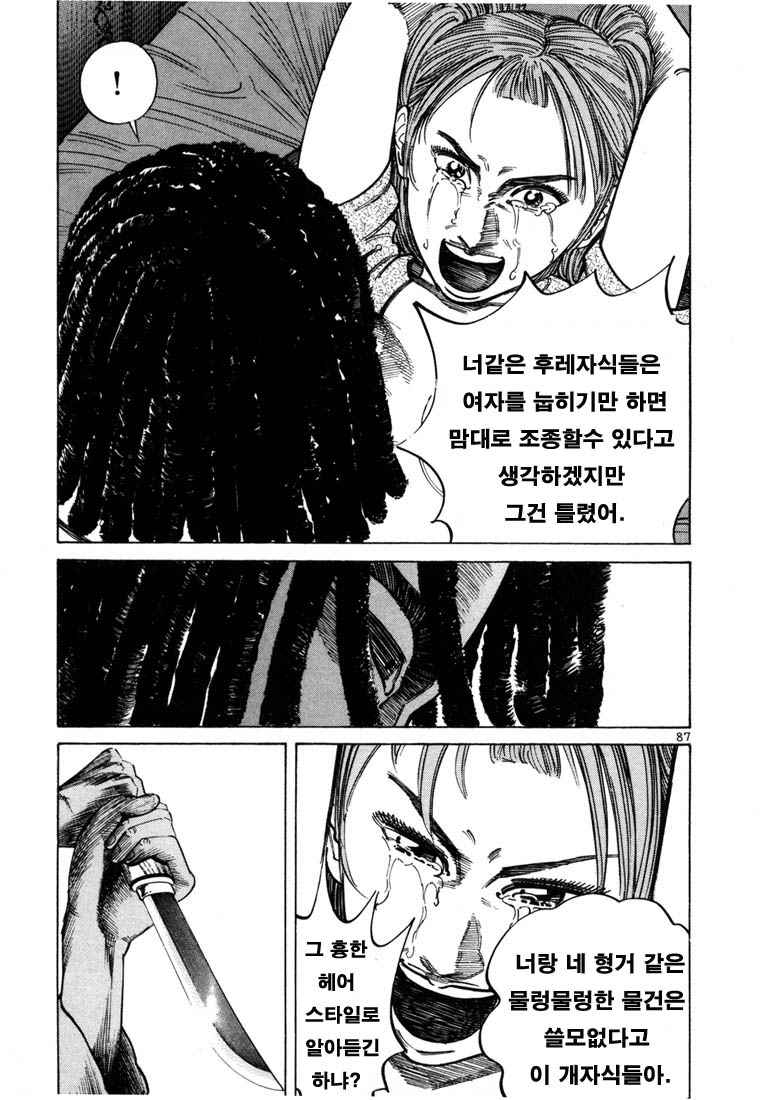 !
너같은 후레자식들은
여자를 눕히기만 하면
맘대로 조종할수 있다고
생각하겠지만
그건 틀렸어.
87
그 흉한
헤어
스타일로
알아듣긴
하냐?
너랑 네 형거 같은
물렁물렁한 물건은
쓸모없다고
이 개자식들아.